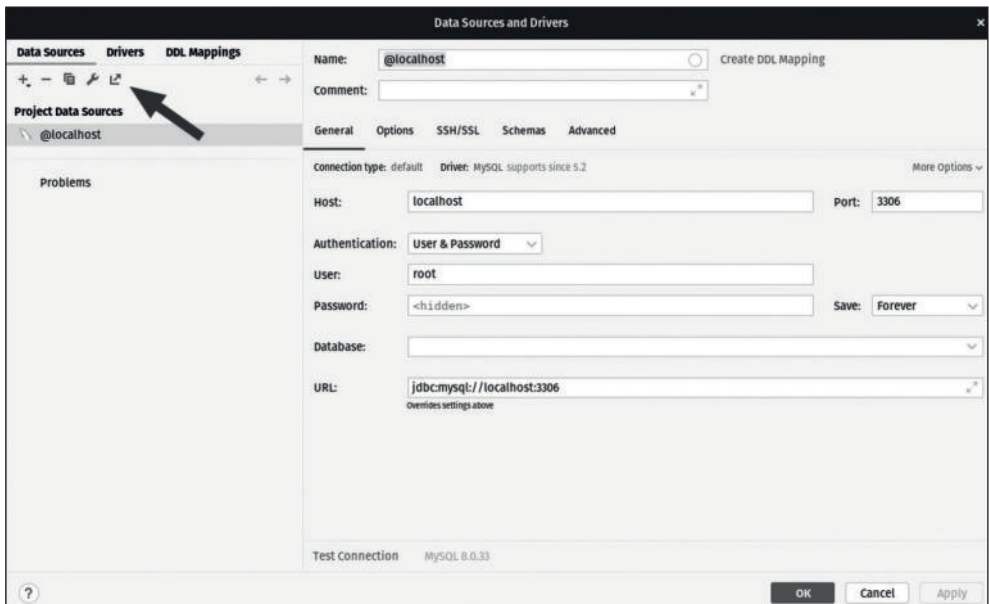 Data Sources and Drivers
Data Sources Drivers DDL Mappings
Project Data Sources
@localhost
Problems
Name: @localhost Create DDL Mapping
Comment:
General Options SSH/SSL Schemas Advanced
Connection type: default Driver: MySQL supports since 5.2 More Options
Host: localhost Port: 3306
Authentication: User & Password
User: root
Password: <hidden> Save: Forever
Database:
URL: jdbc:mysql://localhost:3306
Overrides settings above
Test Connection MySQL 8.0.33
? OK Cancel Apply